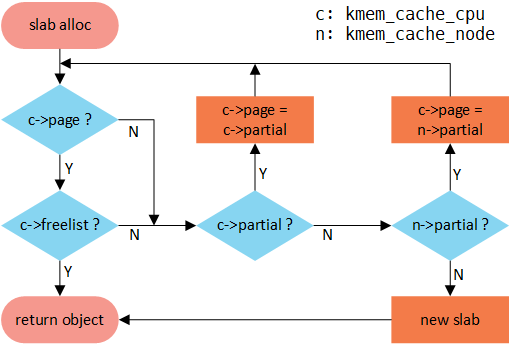 slab alloc
c: kmem_cache_cpu
n: kmem_cache_node
c->page ?
N
Y
c->page =
c->partial
c->page =
n->partial
Y
Y
c->freelist ?
N
c->partial ?
N
n->partial ?
Y
N
return object
new slab